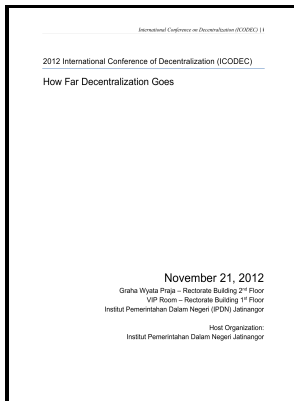 International Conference on Decentralization (ICODEC) | i
2012 International Conference of Decentralization (ICODEC)
How Far Decentralization Goes
November 21, 2012
Graha Wyata Praja – Rectorate Building 2nd Floor
VIP Room – Rectorate Building 1st Floor
Institut Pemerintahan Dalam Negeri (IPDN) Jatinangor
Host Organization:
Institut Pemerintahan Dalam Negeri Jatinangor